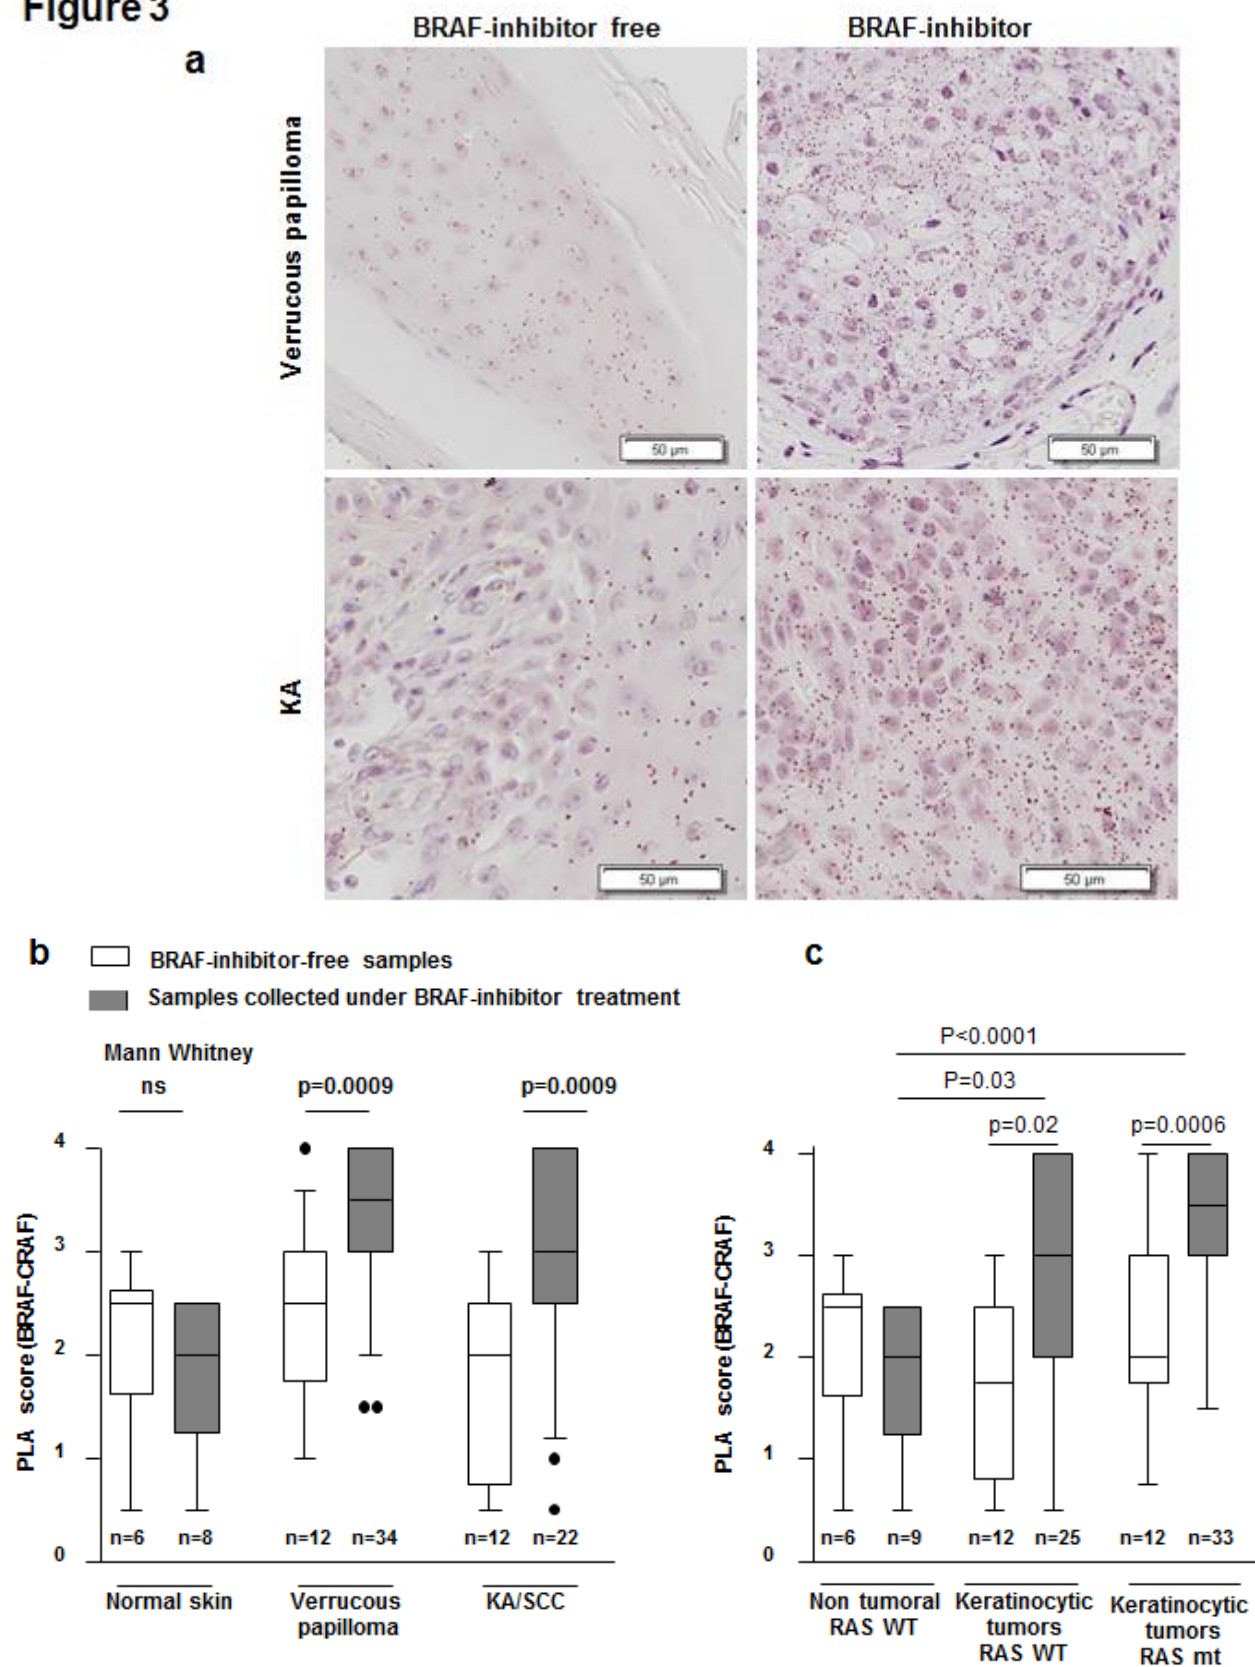 Figure 3
BRAF-inhibitor free
BRAF-inhibitor
a
Verrucous papilloma
50 µm
50 µm
KA
50 µm
50 µm
b
BRAF-inhibitor-free samples
Samples collected under BRAF-inhibitor treatment
Mann Whitney
ns
p=0.0009
p=0.0009
PLA score (BRAF-CRAF)
4
3
2
1
0
n=6
n=8
n=12
n=34
n=12
n=22
Normal skin
Verrucous
papilloma
KA/SCC
c
P<0.0001
P=0.03
p=0.02
p=0.0006
PLA score (BRAF-CRAF)
4
3
2
1
0
n=6
n=9
n=12
n=25
n=12
n=33
Non tumoral
RAS WT
Keratinocytic
tumors
RAS WT
Keratinocytic
tumors
RAS mt